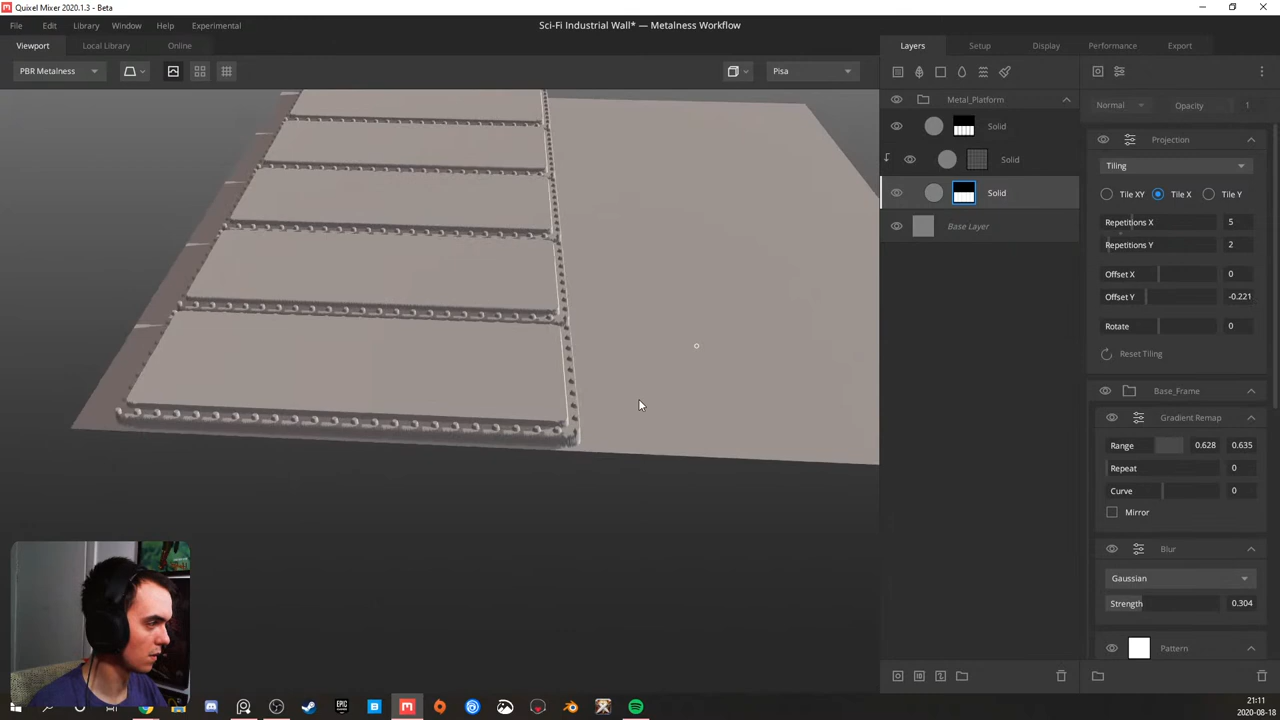 Quixel Mixer 2020.1.3 - Beta
File Edit Library Window Help Experimental
Sci-Fi Industrial Wall* — Metalness Workflow
Viewport Local Library Online
Layers Setup Display Performance Export
PBR Metalness
Pisa
Metal_Platform
Solid
Solid
Solid
Base Layer
Normal Opacity 1
Projection
Tiling
Tile XY Tile X Tile Y
Repetitions X 5
Repetitions Y 2
Offset X 0
Offset Y -0.221
Rotate 0
Reset Tiling
Base_Frame
Gradient Remap
Range 0.628 0.635
Repeat 0
Curve 0
Mirror
Blur
Gaussian
Strength 0.304
Pattern
EPIC
21:11
2020-08-18